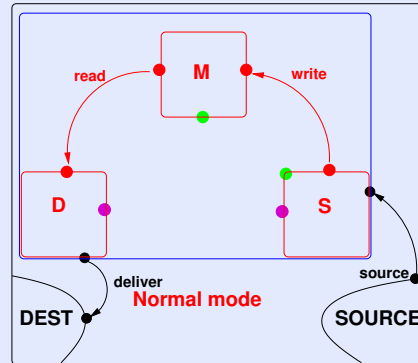 M
read
write
D
S
deliver
source
Normal mode
DEST
SOURCE